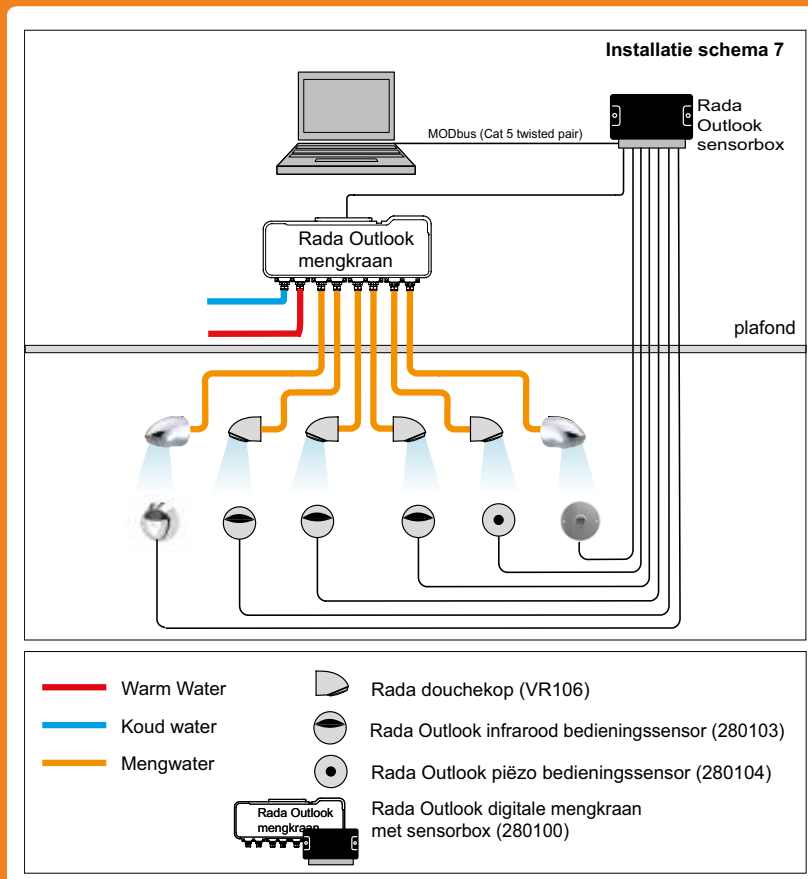 Installatie schema 7
Rada
Outlook
sensorbox
MODbus (Cat 5 twisted pair)
Rada Outlook
mengkraan
plafond
Warm Water
Rada douchekop (VR106)
Koud water
Rada Outlook infrarood bedieningssensor (280103)
Mengwater
Rada Outlook piëzo bedieningssensor (280104)
Rada Outlook
mengkraan
Rada Outlook digitale mengkraan
met sensorbox (280100)